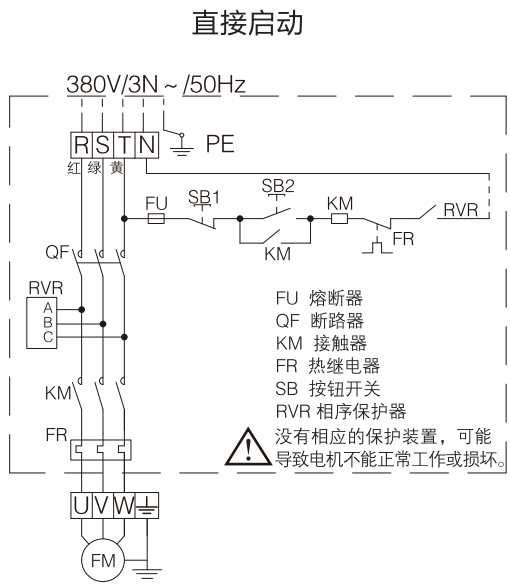 直接启动
380V/3N～/50Hz
R S T N PE
红 绿 黄
FU SB1 SB2 KM RVR
KM FR
QF
RVR
A
B
C
KM
FR
FU 熔断器
QF 断路器
KM 接触器
FR 热继电器
SB 按钮开关
RVR 相序保护器
没有相应的保护装置，可能
导致电机不能正常工作或损坏。
U V W
FM